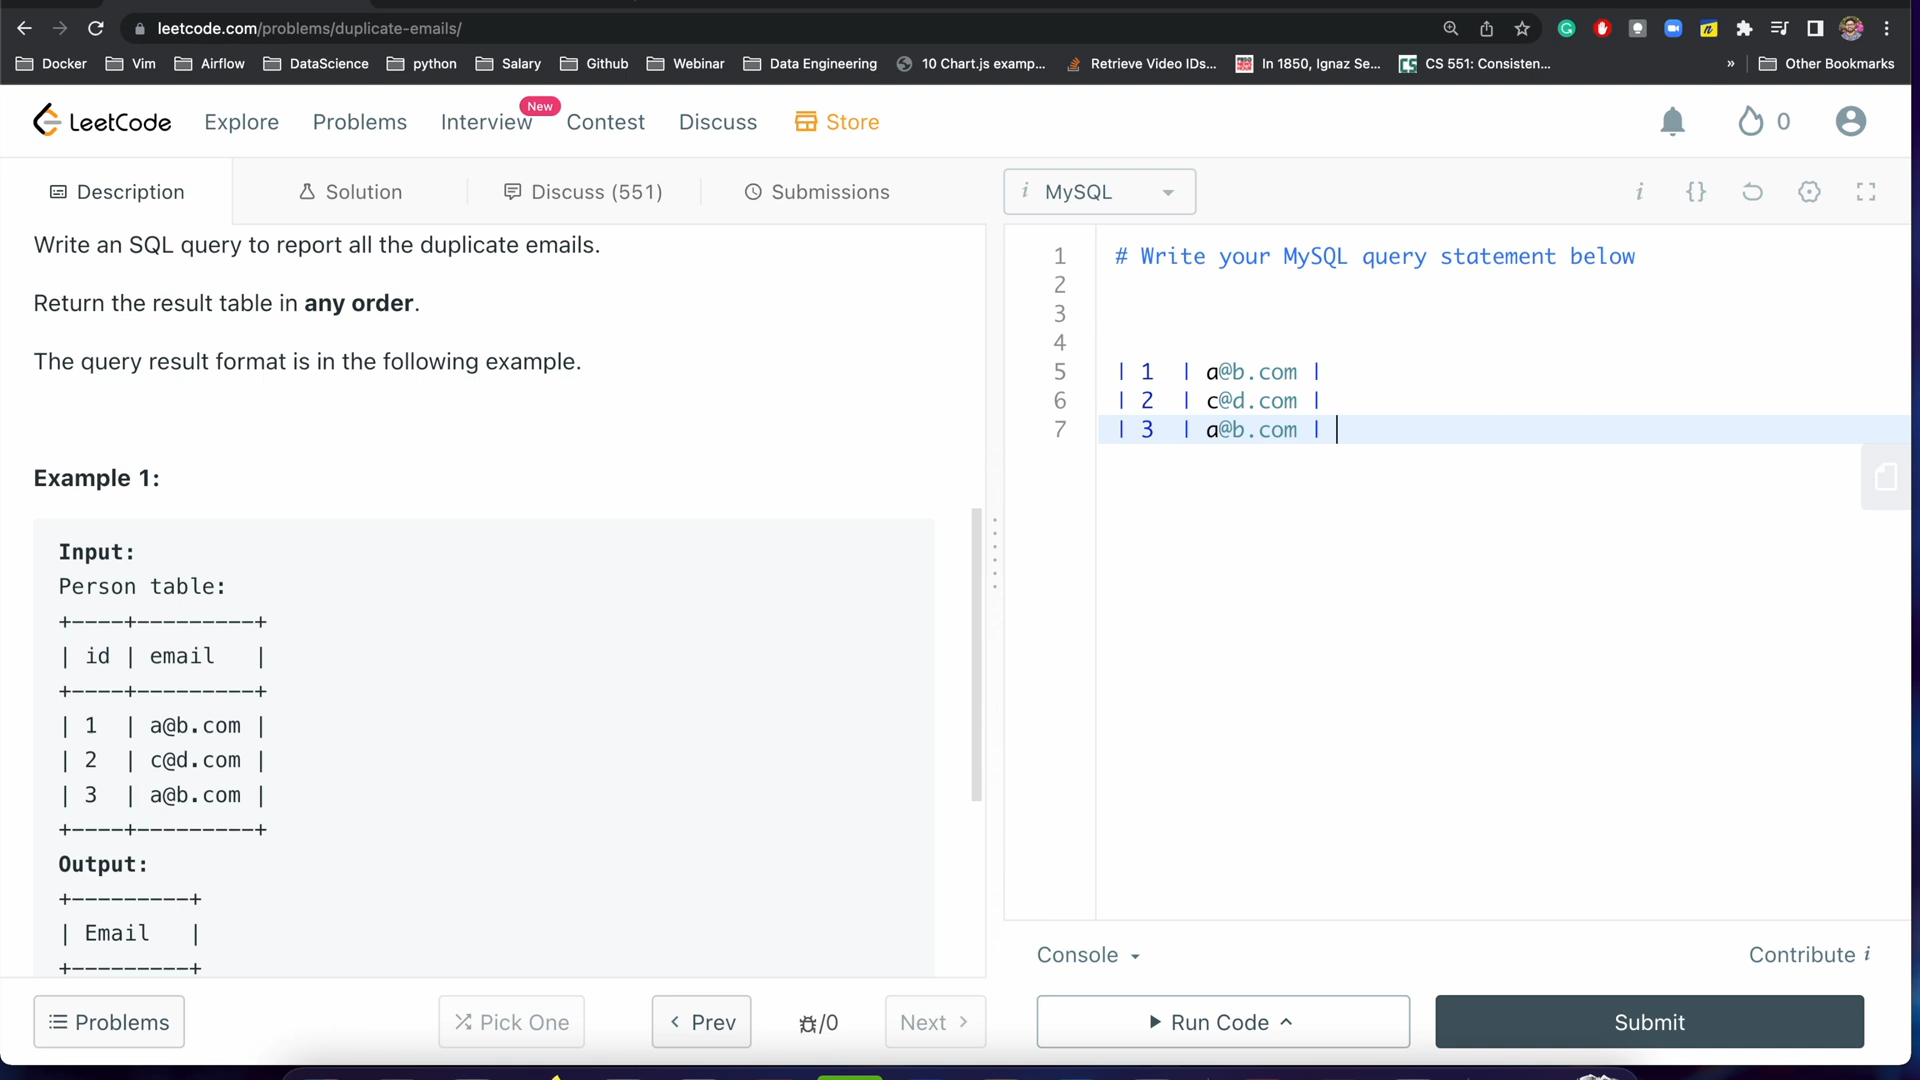 leetcode.com/problems/duplicate-emails/
Docker Vim Airflow DataScience python Salary Github Webinar Data Engineering 10 Chart.js examp... Retrieve Video IDs... In 1850, Ignaz Se... CS 551: Consisten... » Other Bookmarks
LeetCode Explore Problems Interview New Contest Discuss Store 0
Description Solution Discuss (551) Submissions
Write an SQL query to report all the duplicate emails.
Return the result table in any order.
The query result format is in the following example.
Example 1:
Input:
Person table:
+----+---------+
| id | email   |
+----+---------+
| 1  | a@b.com |
| 2  | c@d.com |
| 3  | a@b.com |
+----+---------+
Output:
+---------+
| Email   |
+---------+
Problems Pick One Prev /0 Next
i MySQL i {}
1 # Write your MySQL query statement below
2
3
4
5 | 1  | a@b.com |
6 | 2  | c@d.com |
7 | 3  | a@b.com |
Console Contribute i
Run Code Submit